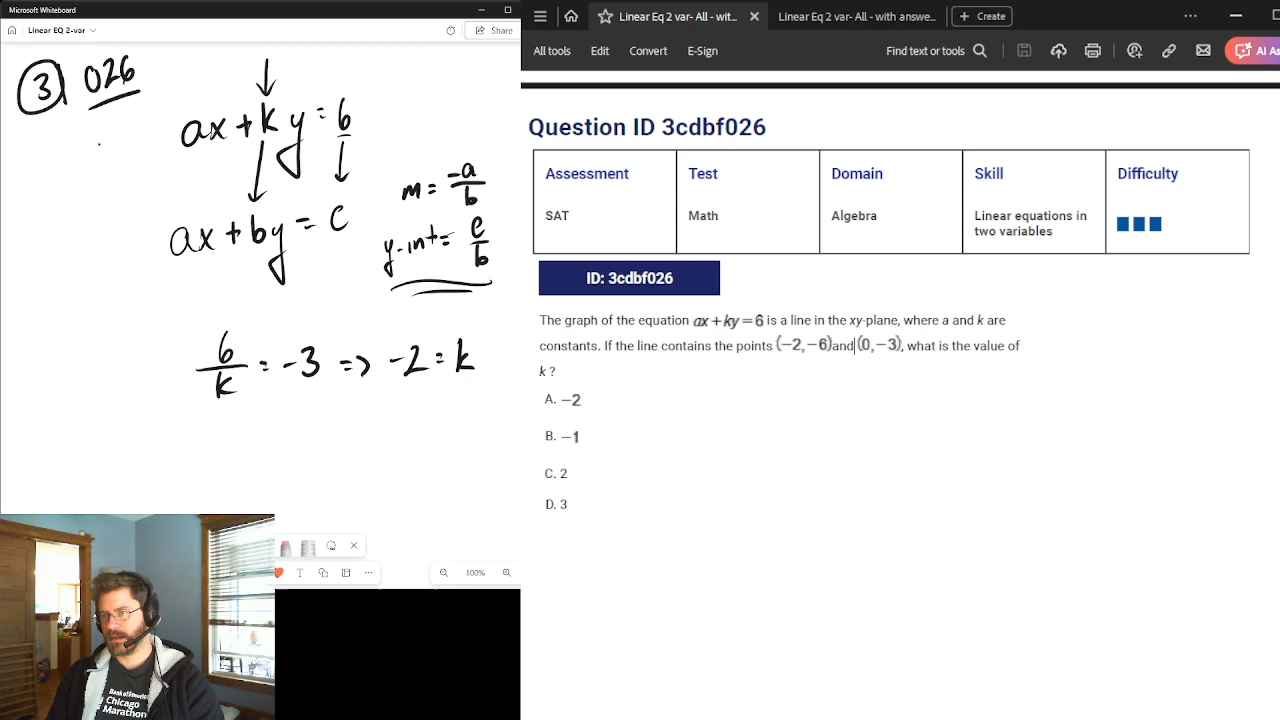 Microsoft Whiteboard
Linear EQ 2-var
Share
3 026
ax + ky = 6
ax + by = c
m = -a/b
y-int = c/b
6/k = -3 => -2 = k
100%
Bank of America
Chicago
Marathon
Linear Eq 2 var- All - wit...
Linear Eq 2 var- All - with answe...
+ Create
All tools
Edit
Convert
E-Sign
Find text or tools
AI As
Question ID 3cdbf026
Assessment
Test
Domain
Skill
Difficulty
SAT
Math
Algebra
Linear equations in
two variables
ID: 3cdbf026
The graph of the equation ax+ky=6 is a line in the xy-plane, where a and k are
constants. If the line contains the points (−2,−6)and (0,−3), what is the value of
k ?
A. −2
B. −1
C. 2
D. 3